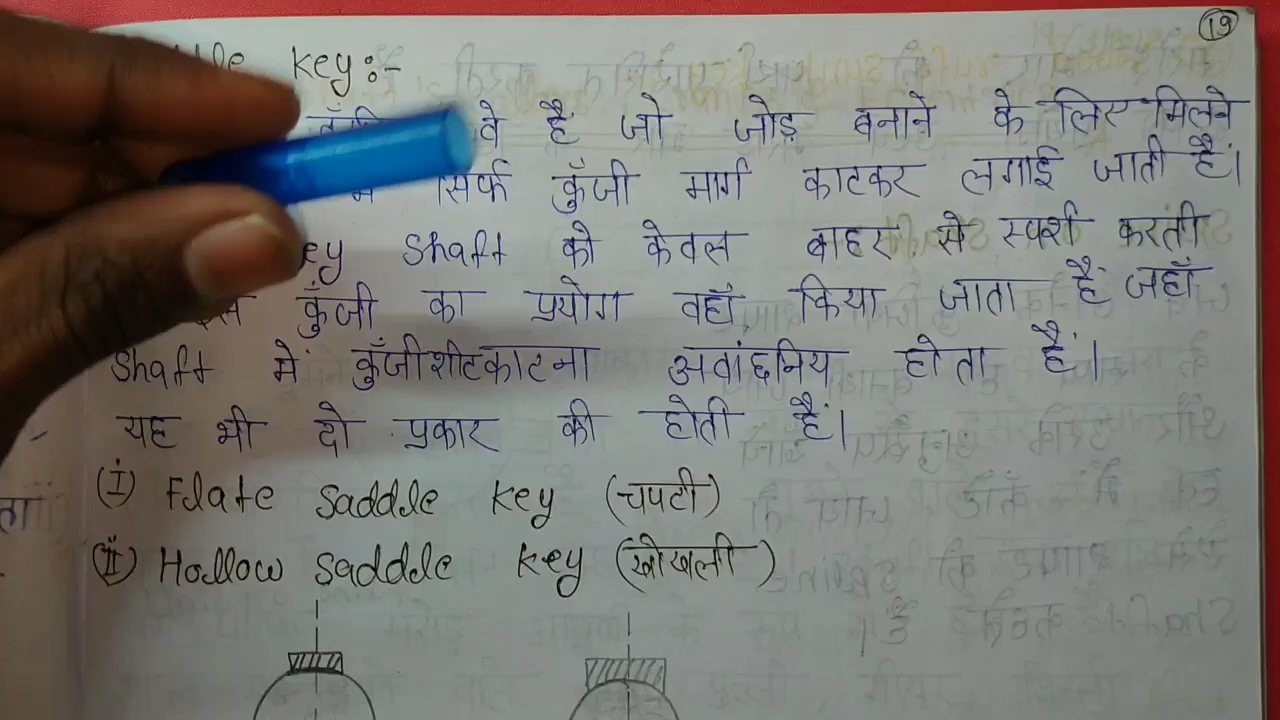 19
key:-
वे हैं जो जोड़ बनाने के लिए मिलने
में सिर्फ कुँजी मार्ग काटकर लगाई जाती है।
shaft को केवल बाहर से स्पर्श करती
कुँजी का प्रयोग वहाँ किया जाता है जहाँ
shaft में कुँजीशीटकाटना अवांछनिय होता है।
यह भी दो प्रकार की होती है।
(I) Flate saddle key (चपटी)
(II) Hollow saddle key (खोखली)